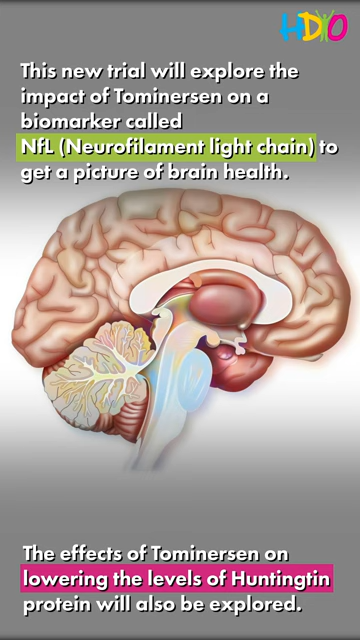 HDYO
This new trial will explore the
impact of Tominersen on a
biomarker called
NfL (Neurofilament light chain) to
get a picture of brain health.
The effects of Tominersen on
lowering the levels of Huntingtin
protein will also be explored.